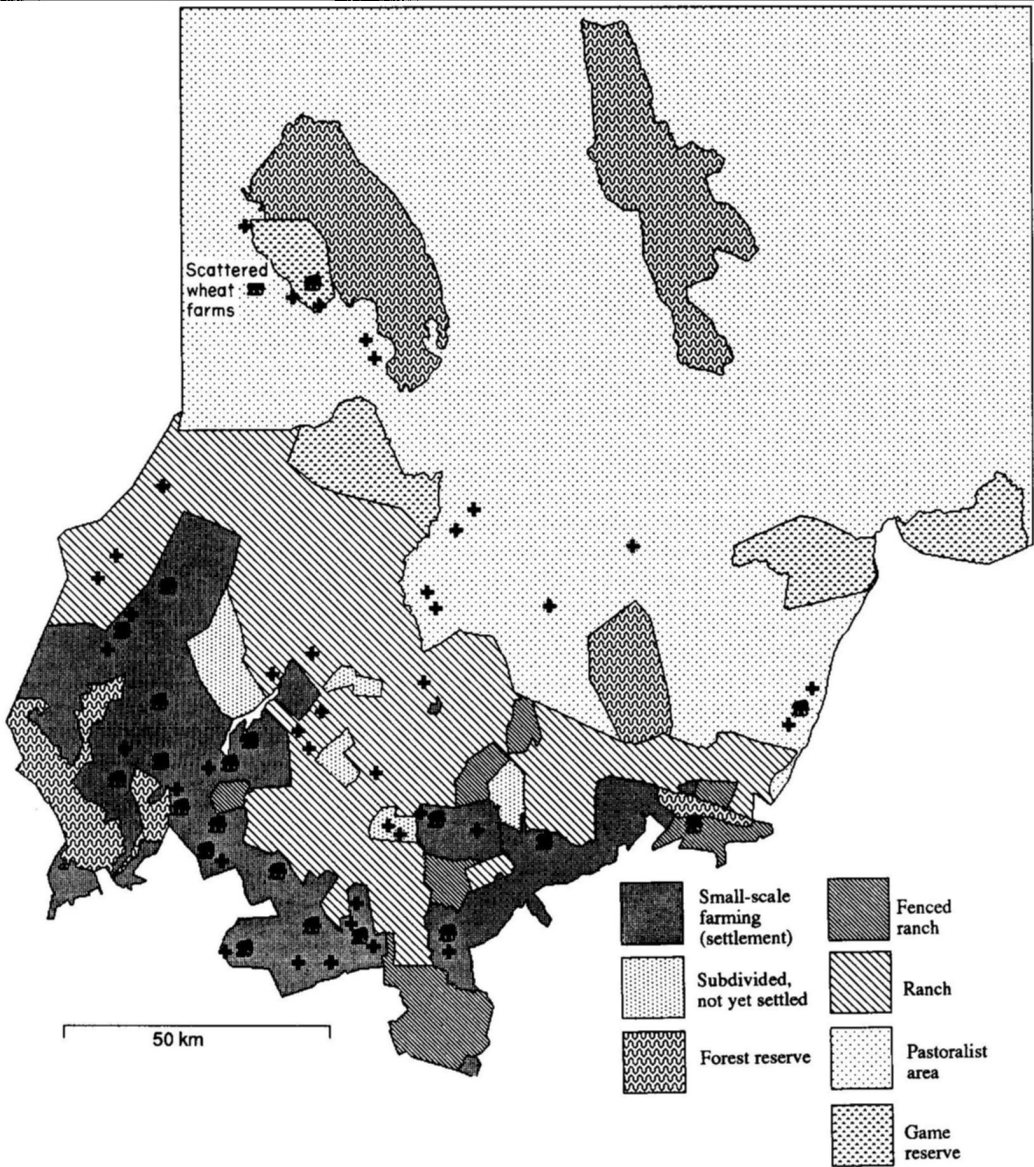 Scattered
wheat
farms
Small-scale
farming
(settlement)
Subdivided,
not yet settled
Forest reserve
Fenced
ranch
Ranch
Pastoralist
area
Game
reserve
50 km